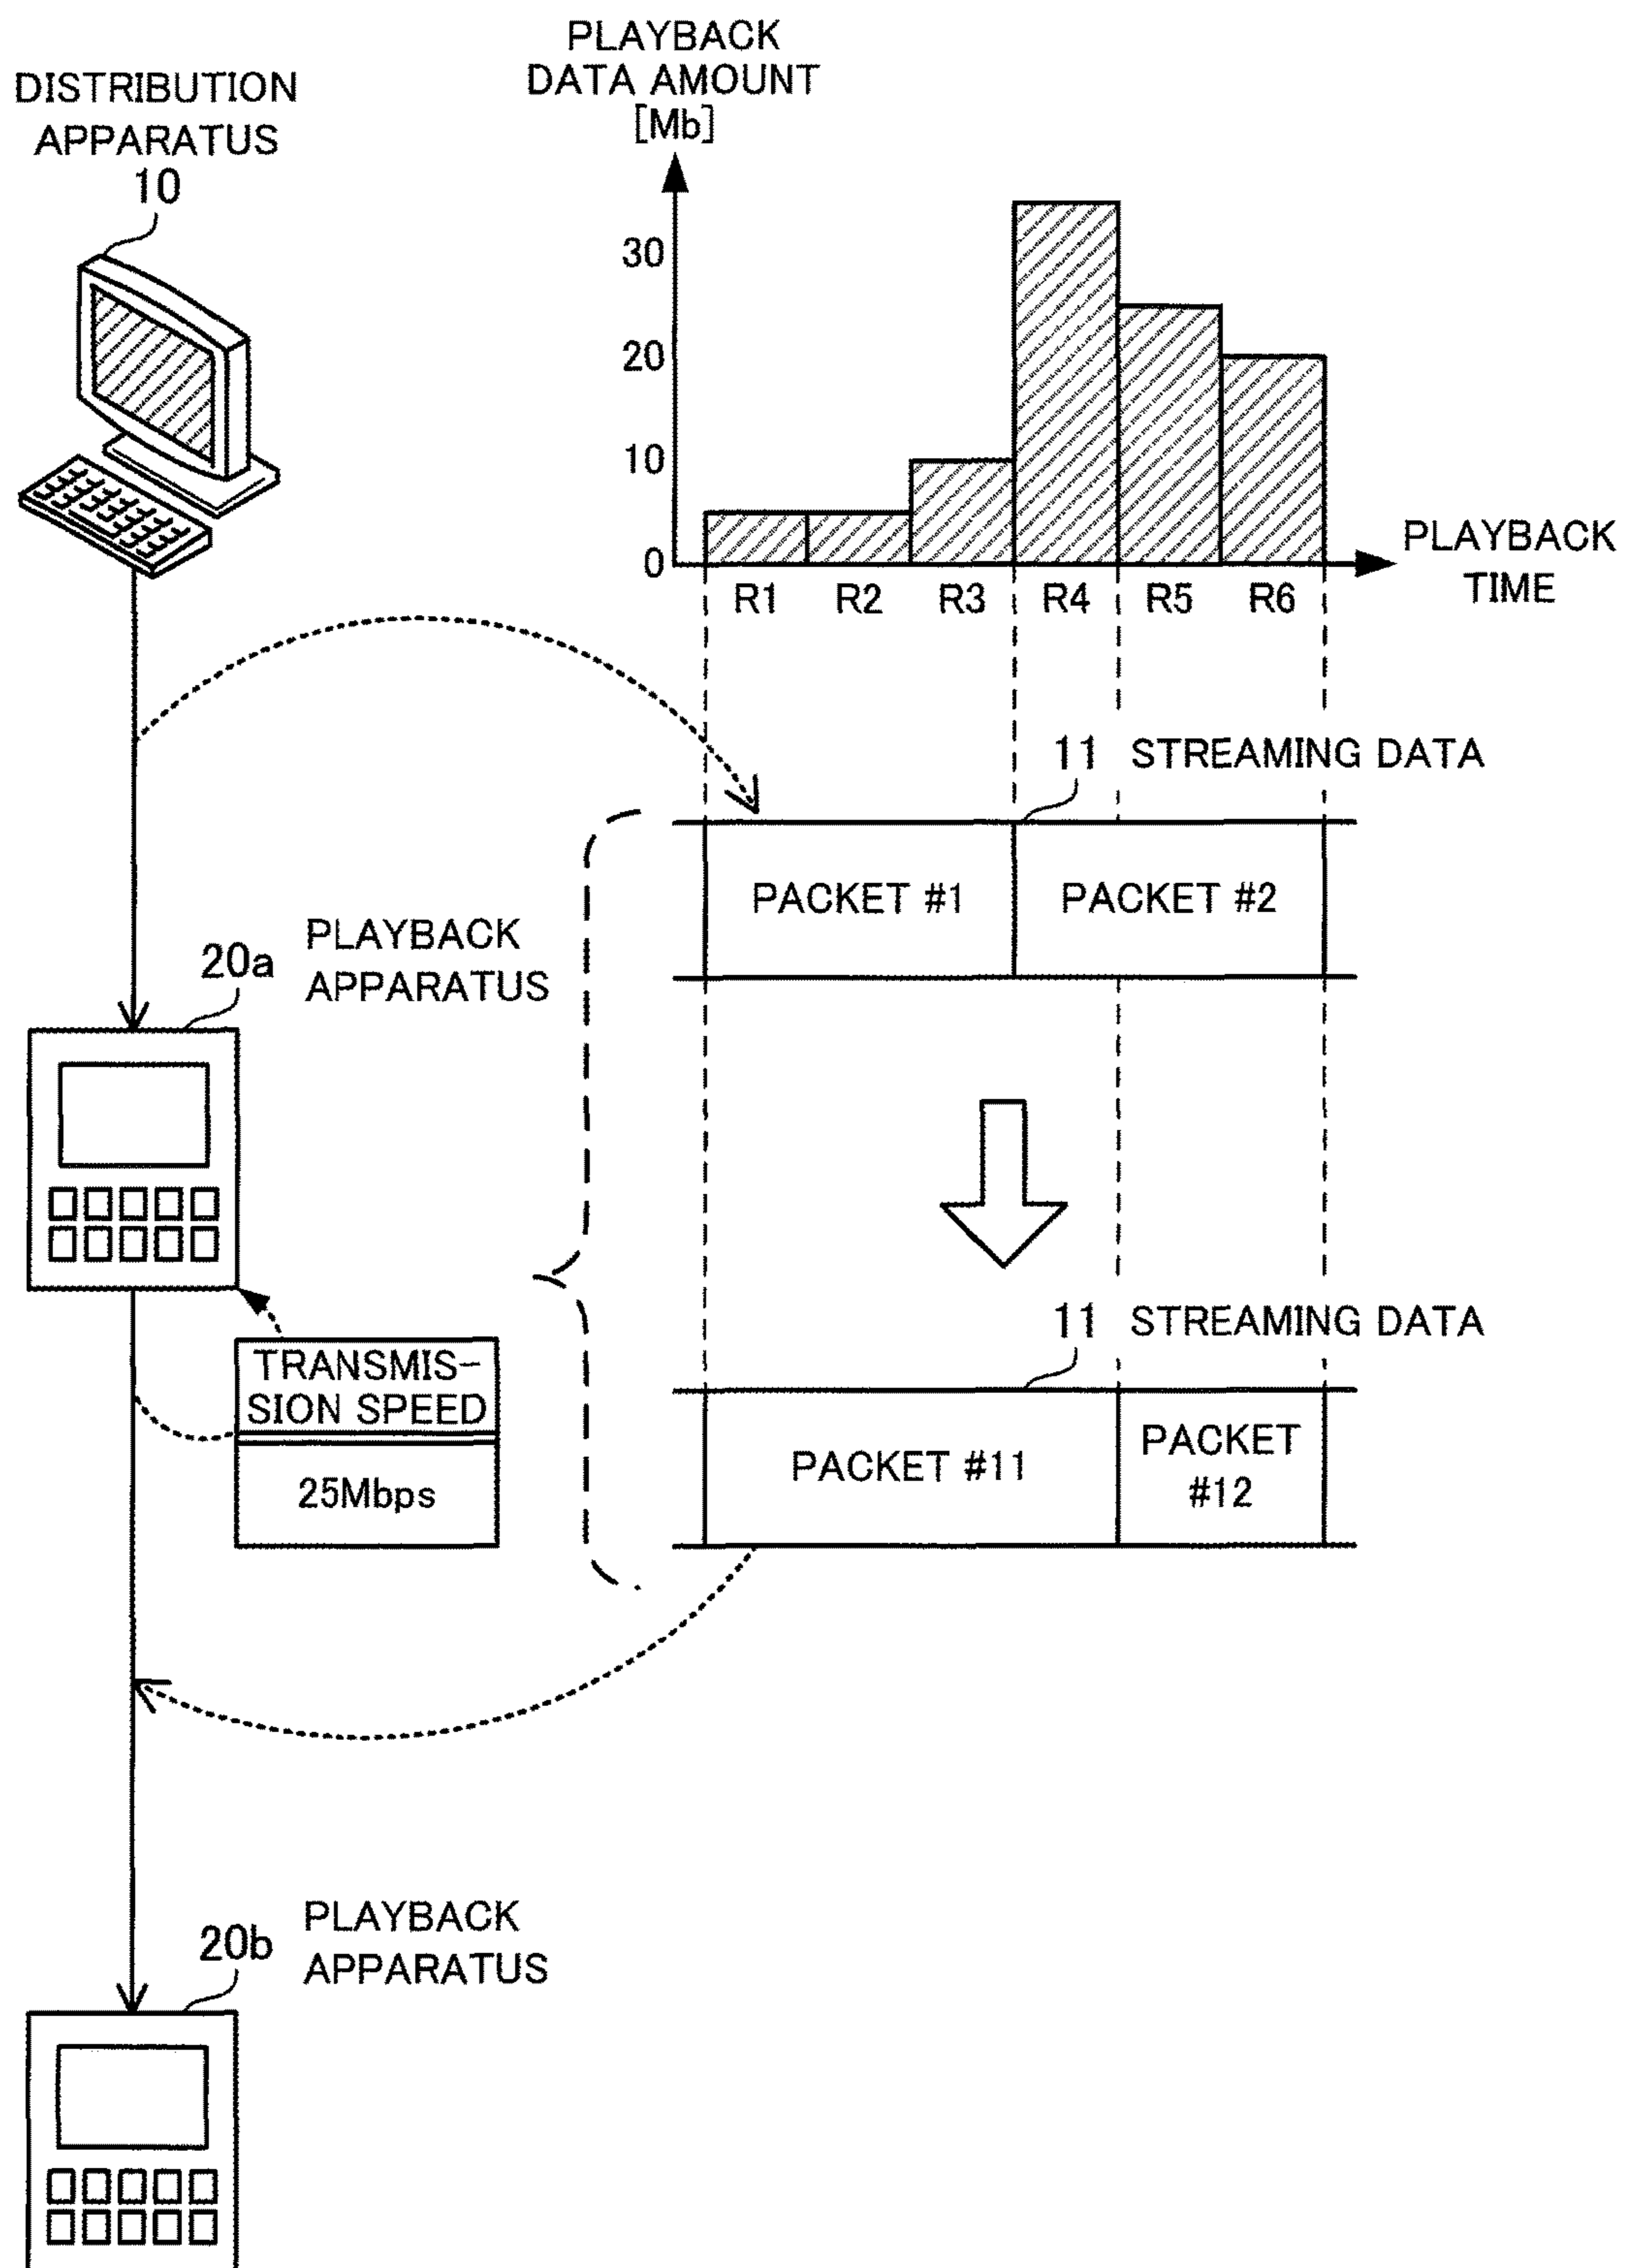 DISTRIBUTION
APPARATUS
10
PLAYBACK
DATA AMOUNT
[Mb]
30
20
10
0
R1 R2 R3 R4 R5 R6
PLAYBACK
TIME
11 STREAMING DATA
PACKET #1 PACKET #2
20a
PLAYBACK
APPARATUS
TRANSMIS-
SION SPEED
25Mbps
11 STREAMING DATA
PACKET #11
PACKET
#12
20b
PLAYBACK
APPARATUS